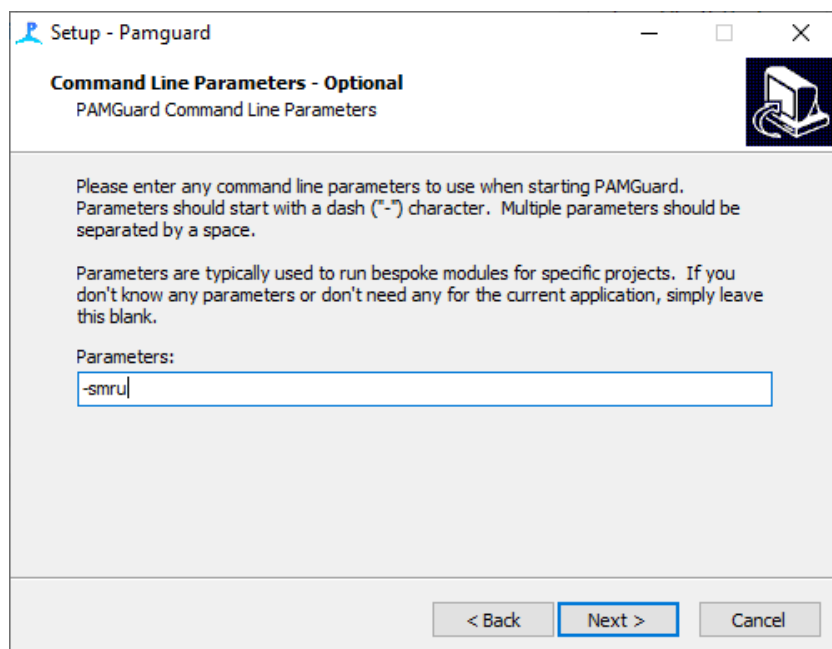 Setup - Pamguard
Command Line Parameters - Optional
PAMGuard Command Line Parameters
Please enter any command line parameters to use when starting PAMGuard.
Parameters should start with a dash ("-") character.  Multiple parameters should be
separated by a space.
Parameters are typically used to run bespoke modules for specific projects.  If you
don't know any parameters or don't need any for the current application, simply leave
this blank.
Parameters:
-smru
< Back
Next >
Cancel